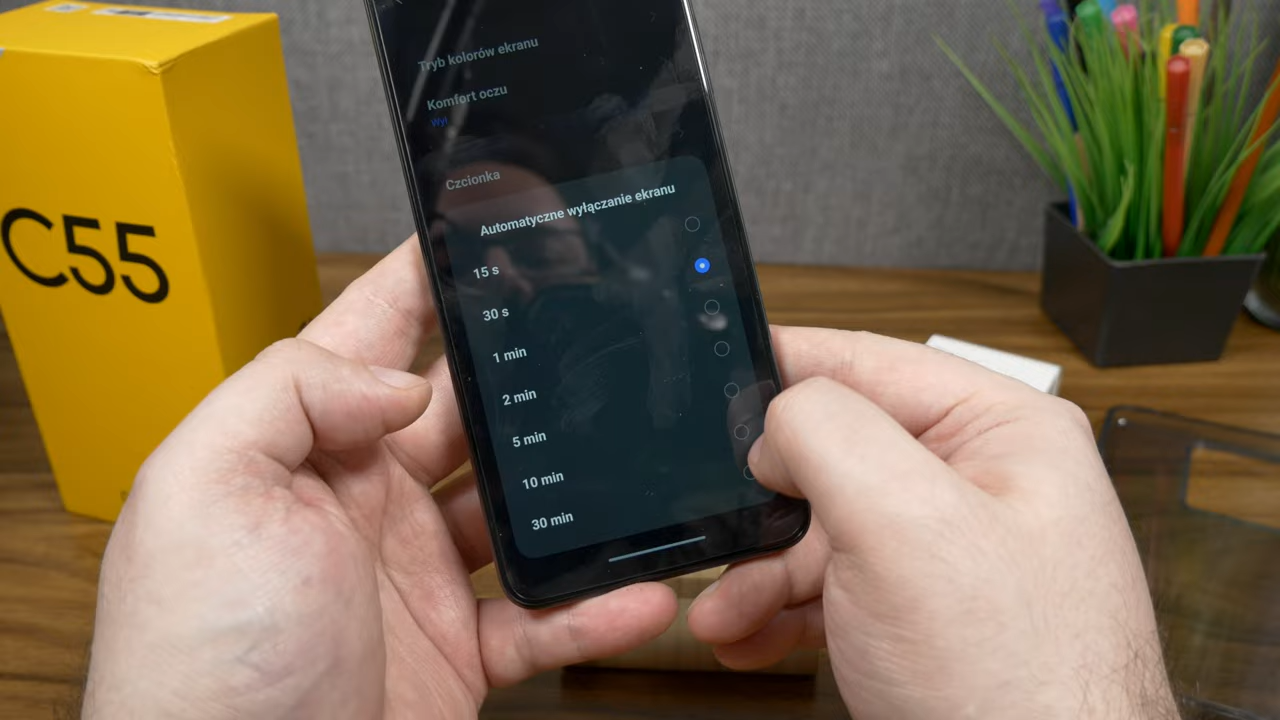 C55
Tryb kolorów ekranu
Komfort oczu
Wył
Czcionka
Automatyczne wyłączanie ekranu
15 s
30 s
1 min
2 min
5 min
10 min
30 min